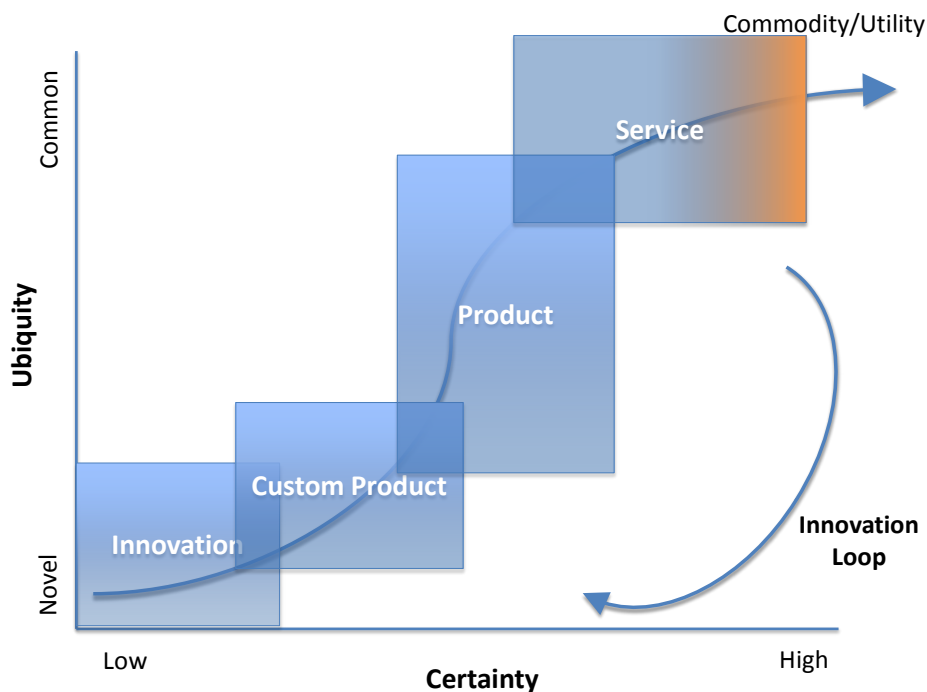 Commodity/Utility
Common
Service
Ubiquity
Product
Custom Product
Innovation
Innovation
Loop
Novel
Low
High
Certainty